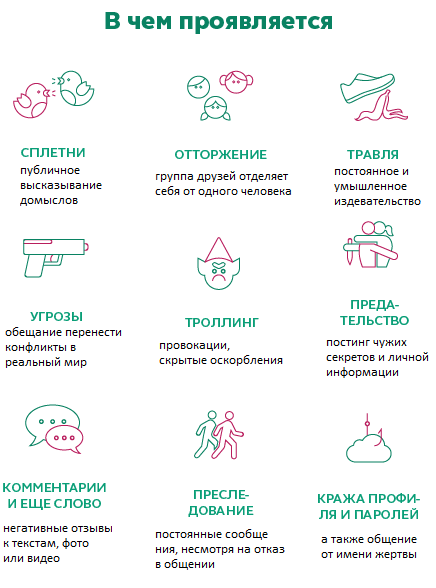 В чем проявляется
СПЛЕТНИ
публичное
высказывание
домыслов
ОТТОРЖЕНИЕ
группа друзей отделяет
себя от одного человека
ТРАВЛЯ
постоянное и
умышленное
издевательство
УГРОЗЫ
обещание перенести
конфликты в
реальный мир
ТРОЛЛИНГ
провокации,
скрытые оскорбления
ПРЕДА-
ТЕЛЬСТВО
постинг чужих
секретов и личной
информации
КОММЕНТАРИИ
И ЕЩЕ СЛОВО
негативные отзывы
к текстам, фото
или видео
ПРЕСЛЕ-
ДОВАНИЕ
постоянные сообще
ния, несмотря на отказ
в общении
КРАЖА ПРОФИ-
ЛЯ И ПАРОЛЕЙ
а также общение
от имени жертвы